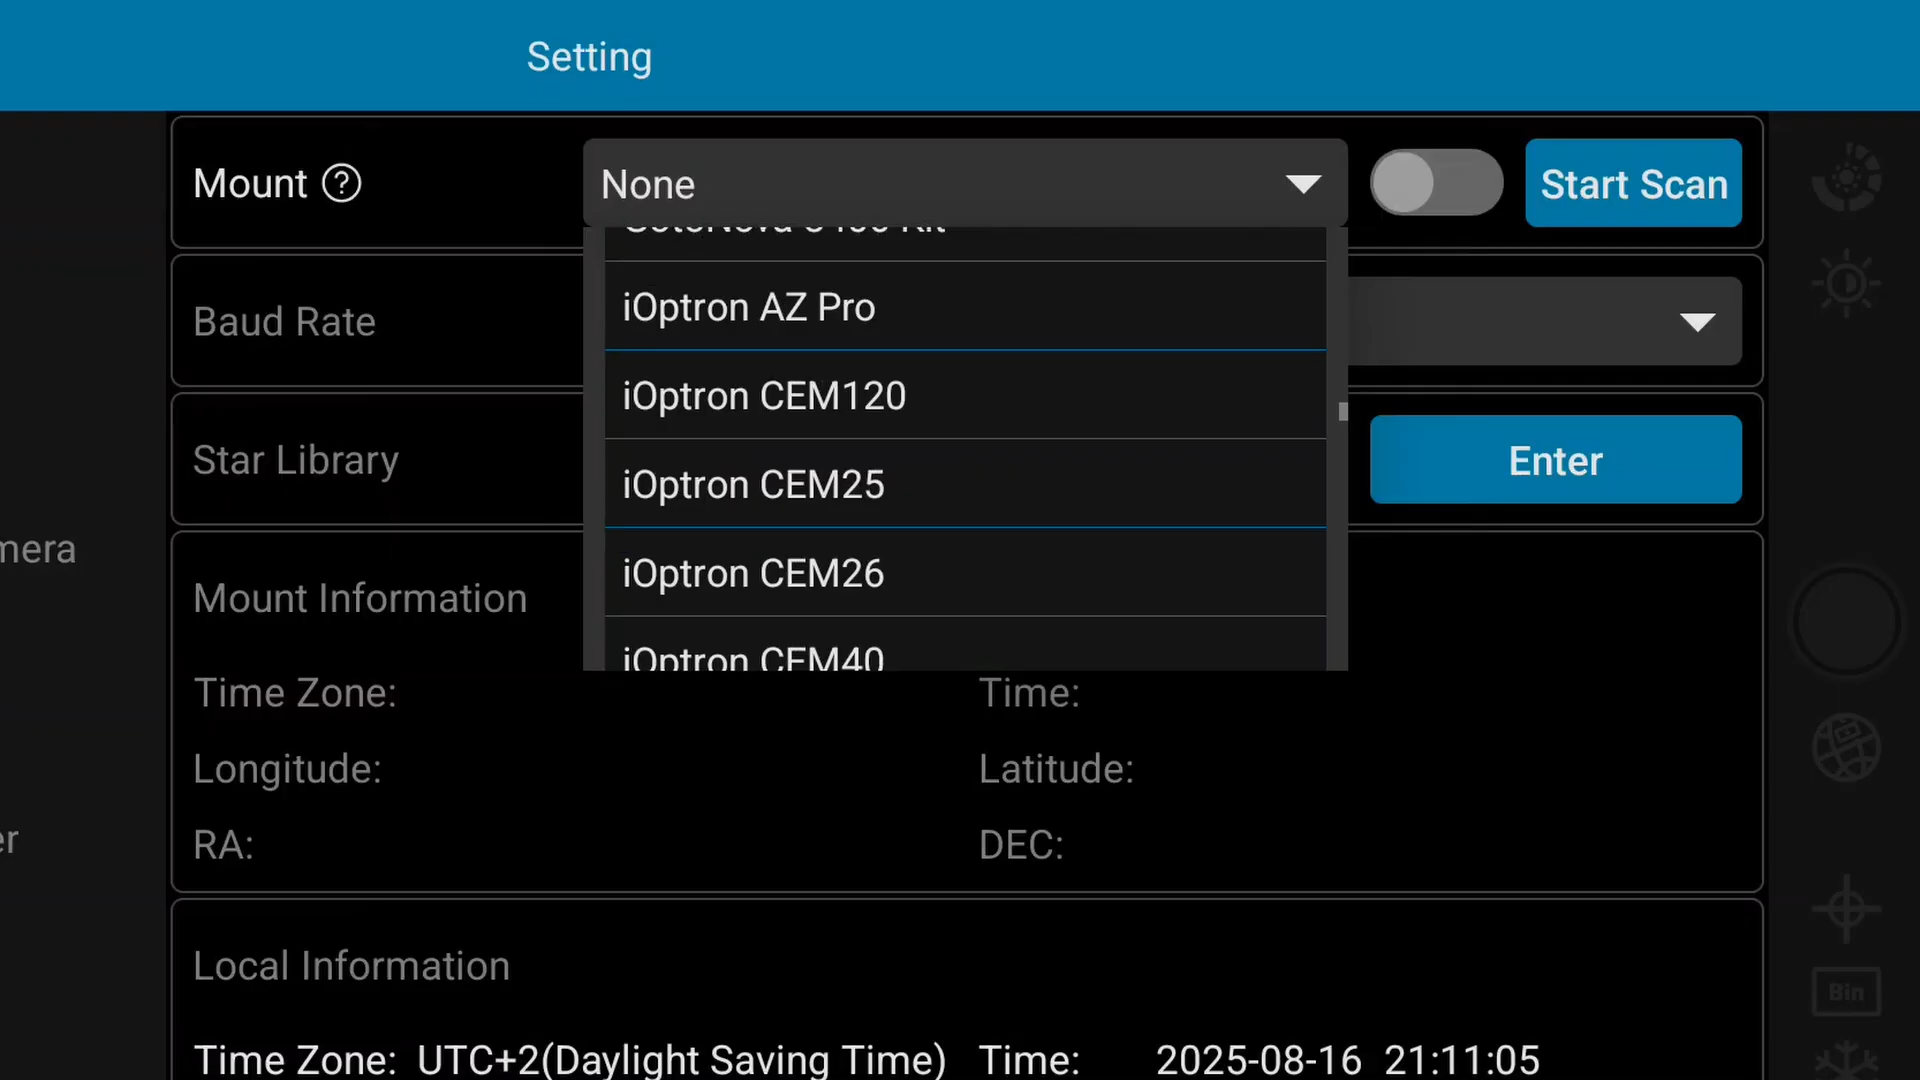 Setting
Mount ?
None
Start Scan
iOptron AZ Pro
Baud Rate
iOptron CEM120
Star Library
iOptron CEM25
Enter
mera
iOptron CEM26
Mount Information
iOptron CEM40
Time Zone:
Time:
Longitude:
Latitude:
er
RA:
DEC:
Local Information
Bin
Time Zone: UTC+2(Daylight Saving Time)
Time: 2025-08-16 21:11:05